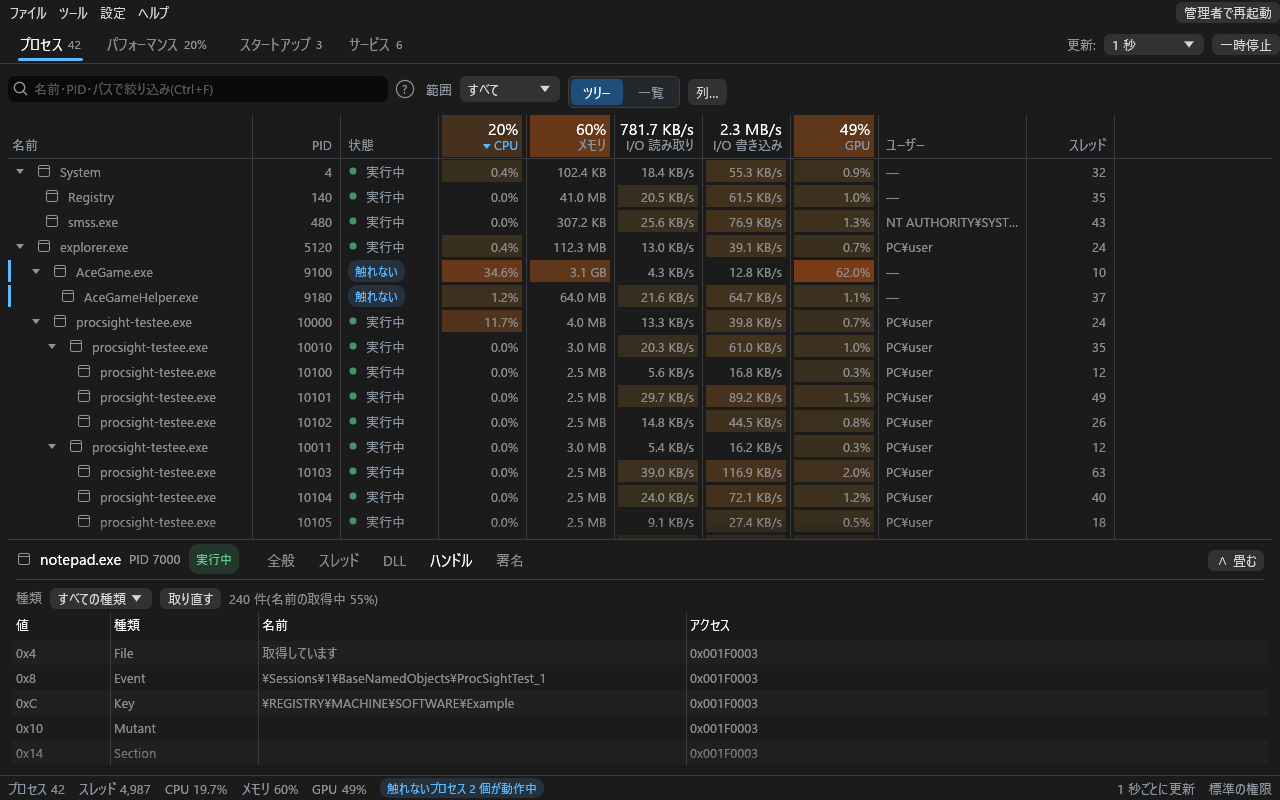 ファイル ツール 設定 ヘルプ 管理者で再起動
プロセス 42 パフォーマンス 20% スタートアップ 3 サービス 6 更新: 1 秒 一時停止
名前・PID・パスで絞り込み(Ctrl+F) ? 範囲 すべて ツリー 一覧 列...
20% 60% 781.7 KB/s 2.3 MB/s 49%
名前 PID 状態 CPU メモリ I/O 読み取り I/O 書き込み GPU ユーザー スレッド
System 4 実行中 0.4% 102.4 KB 18.4 KB/s 55.3 KB/s 0.9% — 32
Registry 140 実行中 0.0% 41.0 MB 20.5 KB/s 61.5 KB/s 1.0% — 35
smss.exe 480 実行中 0.0% 307.2 KB 25.6 KB/s 76.9 KB/s 1.3% NT AUTHORITY¥SYST... 43
explorer.exe 5120 実行中 0.4% 112.3 MB 13.0 KB/s 39.1 KB/s 0.7% PC¥user 24
AceGame.exe 9100 触れない 34.6% 3.1 GB 4.3 KB/s 12.8 KB/s 62.0% — 10
AceGameHelper.exe 9180 触れない 1.2% 64.0 MB 21.6 KB/s 64.7 KB/s 1.1% — 37
procsight-testee.exe 10000 実行中 11.7% 4.0 MB 13.3 KB/s 39.8 KB/s 0.7% PC¥user 24
procsight-testee.exe 10010 実行中 0.0% 3.0 MB 20.3 KB/s 61.0 KB/s 1.0% PC¥user 35
procsight-testee.exe 10100 実行中 0.0% 2.5 MB 5.6 KB/s 16.8 KB/s 0.3% PC¥user 12
procsight-testee.exe 10101 実行中 0.0% 2.5 MB 29.7 KB/s 89.2 KB/s 1.5% PC¥user 49
procsight-testee.exe 10102 実行中 0.0% 2.5 MB 14.8 KB/s 44.5 KB/s 0.8% PC¥user 26
procsight-testee.exe 10011 実行中 0.0% 3.0 MB 5.4 KB/s 16.2 KB/s 0.3% PC¥user 12
procsight-testee.exe 10103 実行中 0.0% 2.5 MB 39.0 KB/s 116.9 KB/s 2.0% PC¥user 63
procsight-testee.exe 10104 実行中 0.0% 2.5 MB 24.0 KB/s 72.1 KB/s 1.2% PC¥user 40
procsight-testee.exe 10105 実行中 0.0% 2.5 MB 9.1 KB/s 27.4 KB/s 0.5% PC¥user 18
notepad.exe PID 7000 実行中 全般 スレッド DLL ハンドル 署名 畳む
種類 すべての種類 取り直す 240 件(名前の取得中 55%)
値 種類 名前 アクセス
0x4 File 取得しています 0x001F0003
0x8 Event ¥Sessions¥1¥BaseNamedObjects¥ProcSightTest_1 0x001F0003
0xC Key ¥REGISTRY¥MACHINE¥SOFTWARE¥Example 0x001F0003
0x10 Mutant 0x001F0003
0x14 Section 0x001F0003
プロセス 42 スレッド 4,987 CPU 19.7% メモリ 60% GPU 49% 触れないプロセス 2 個が動作中 1 秒ごとに更新 標準の権限